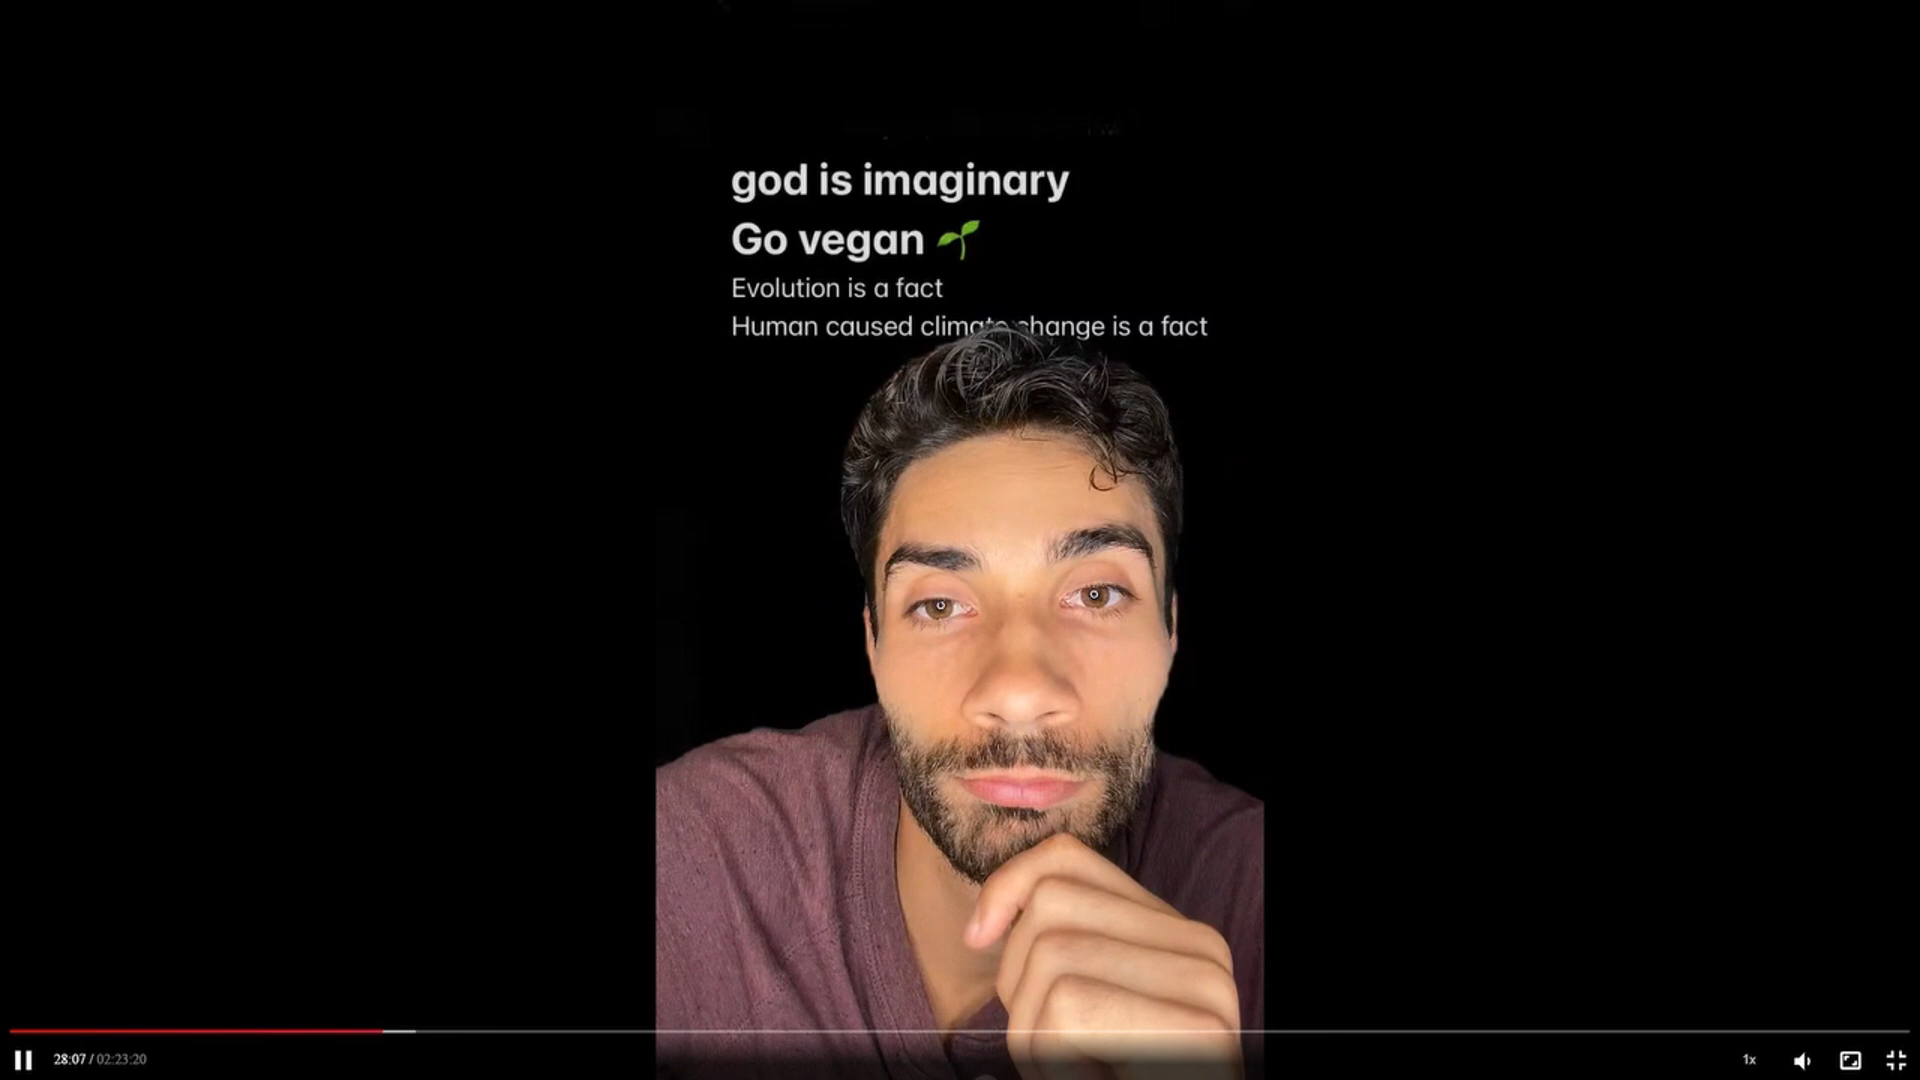 god is imaginary
Go vegan 🌱
Evolution is a fact
Human caused climate change is a fact
28:07 / 02:23:20
1x